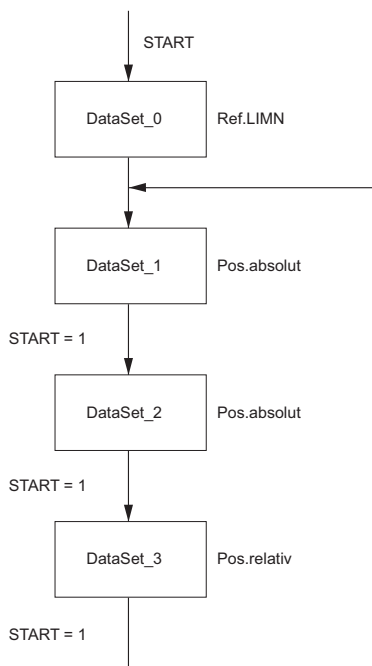 START
DataSet_0 Ref.LIMN
DataSet_1 Pos.absolut
START = 1
DataSet_2 Pos.absolut
START = 1
DataSet_3 Pos.relativ
START = 1